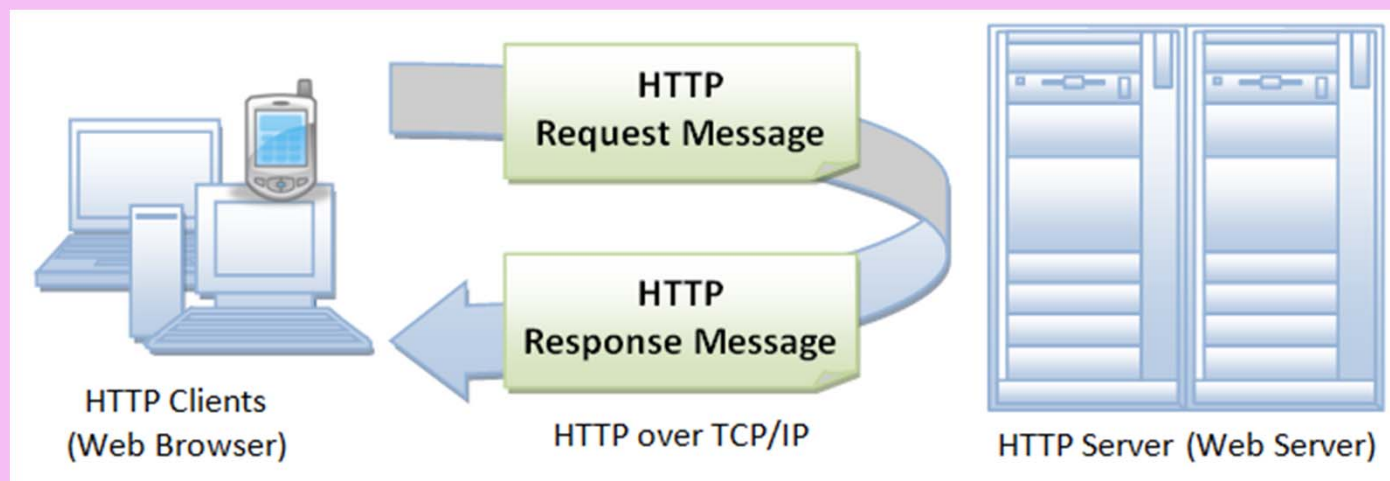 HTTP
Request Message
HTTP
Response Message
HTTP Clients
(Web Browser)
HTTP over TCP/IP
HTTP Server (Web Server)